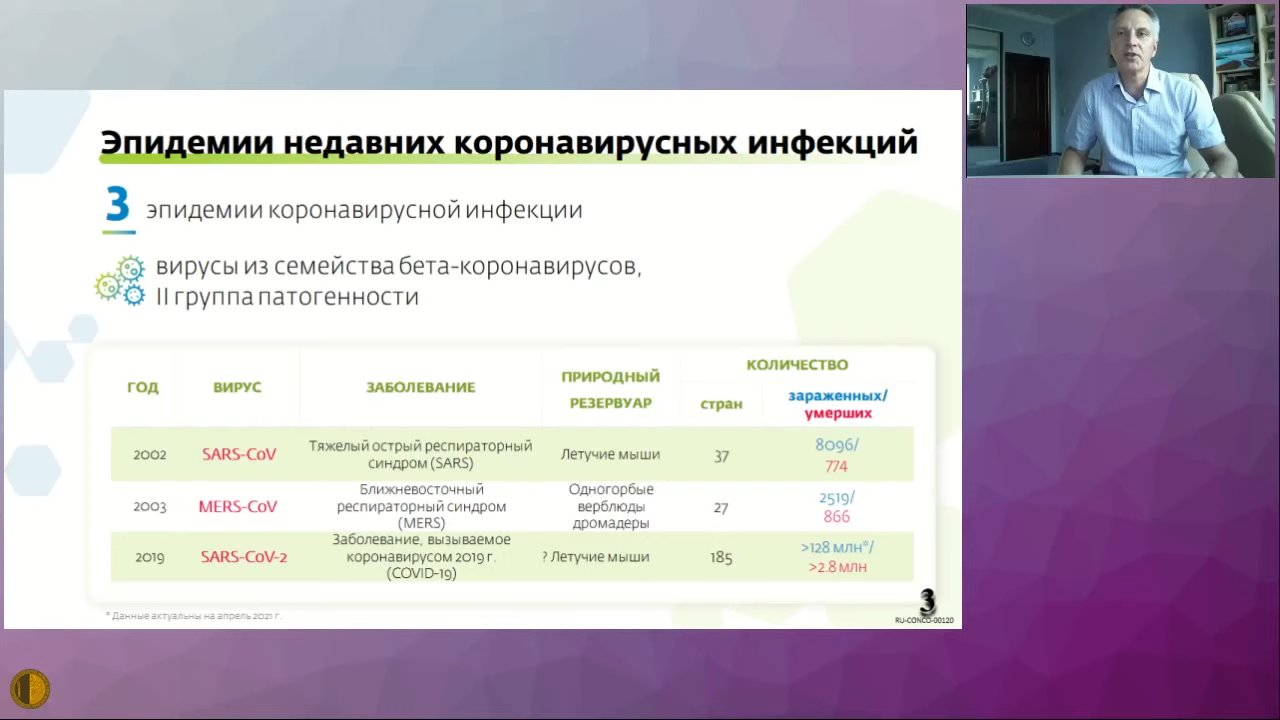 Эпидемии недавних коронавирусных инфекций
3 эпидемии коронавирусной инфекции
вирусы из семейства бета-коронавирусов,
II группа патогенности
ГОД
ВИРУС
ЗАБОЛЕВАНИЕ
ПРИРОДНЫЙ
РЕЗЕРВУАР
КОЛИЧЕСТВО
стран
зараженных/
умерших
2002
SARS-CoV
Тяжелый острый респираторный
синдром (SARS)
Летучие мыши
37
8096/
774
2003
MERS-CoV
Ближневосточный
респираторный синдром
(MERS)
Одногорбые
верблюды
дромадеры
27
2519/
866
2019
SARS-CoV-2
Заболевание, вызываемое
коронавирусом 2019 г.
(COVID-19)
? Летучие мыши
185
>128 млн*/
>2.8 млн
* Данные актуальны на апрель 2021 г.
3
RU-CONCO-00120